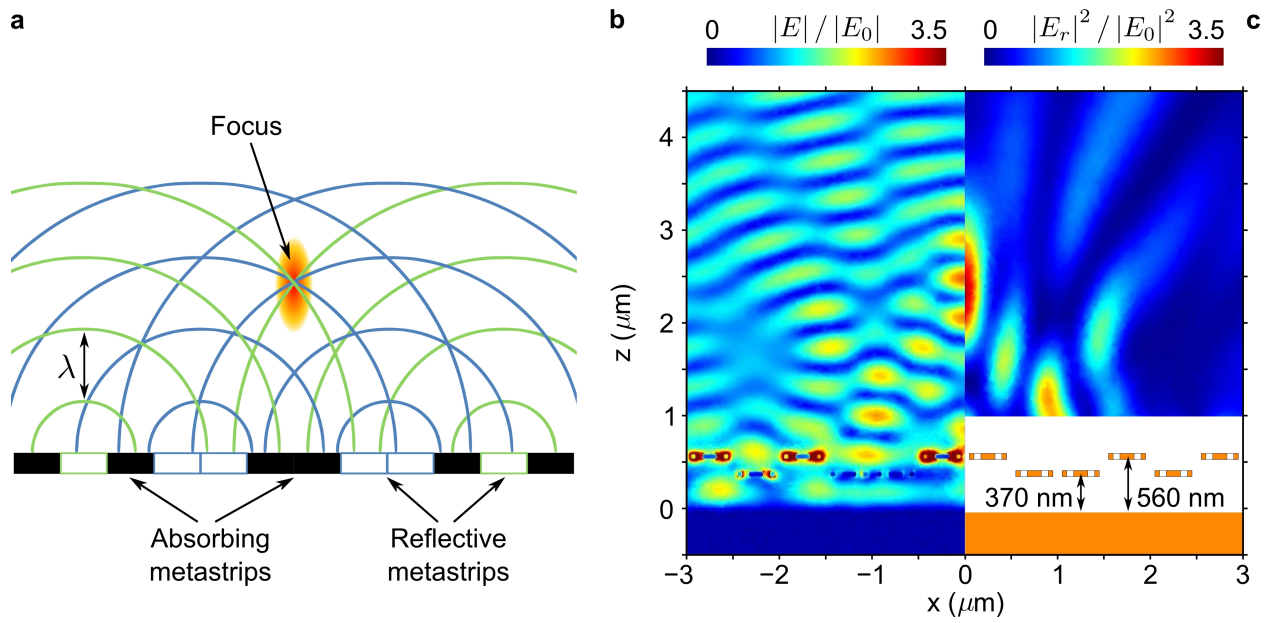 a
Focus
λ
Absorbing
metastrips
Reflective
metastrips
b
0 |E| / |E₀| 3.5
z (μm)
4
3
2
1
0
−3 −2 −1 0 1 2 3
x (μm)
c
0 |Eᵣ|² / |E₀|² 3.5
370 nm
560 nm